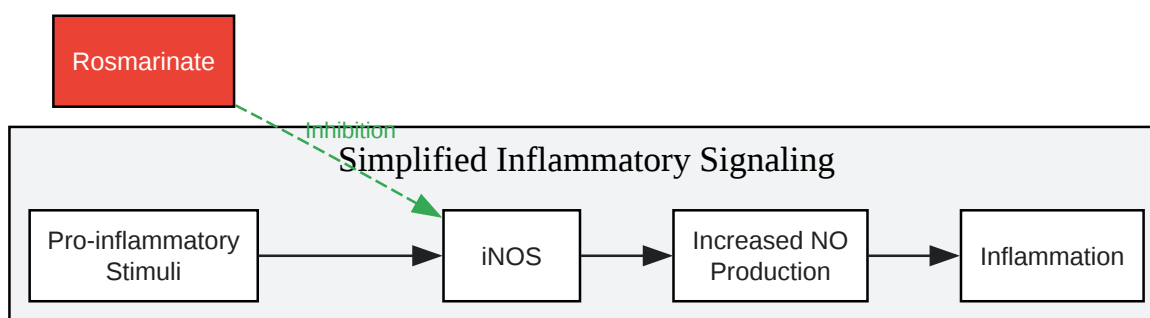 Rosmarinate
Inhibition
Simplified Inflammatory Signaling
Pro-inflammatory
Stimuli
iNOS
Increased NO
Production
Inflammation